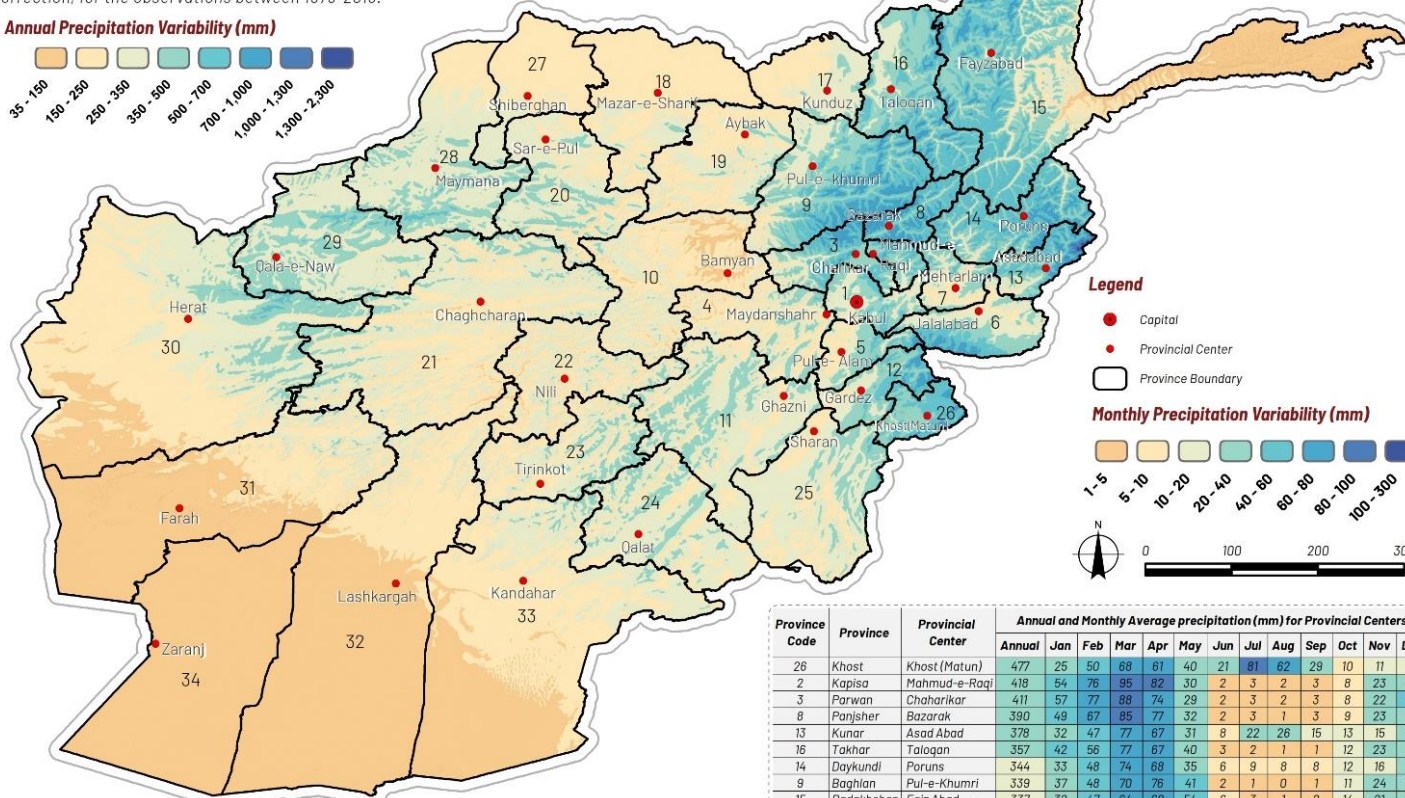 Annual Precipitation Variability (mm)
35 - 150
150 - 250
250 - 350
350 - 500
500 - 700
700 - 1,000
1,000 - 1,300
1,300 - 2,300
27
Shiberghan
18
Mazar-e-Sharif
17
Kunduz
16
Taloqan
Fayzabad
15
Aybak
19
Sar-e-Pul
20
28
Maymana
Pul-e-khumri
9
29
Qala-e-Naw
Bazarak
8
14
Poruns
Asadabad
13
3
Charikar
Mahmud-e-
Raqi
Mehtarlam
7
Bamyan
10
Herat
30
Chaghcharan
21
4
Maydanshahr
1
Kabul
Jalalabad
6
22
Nili
Pul-e- Alam
5
12
Gardez
Khost(Matun)
26
11
Ghazni
Sharan
23
Tirinkot
24
Qalat
25
31
Farah
Lashkargah
32
Kandahar
33
Zaranj
34
Legend
Capital
Provincial Center
Province Boundary
Monthly Precipitation Variability (mm)
1 - 5
5 - 10
10 - 20
20 - 40
40 - 60
60 - 80
80 - 100
100 - 300
N
0 100 200
Province Code Province Provincial Center Annual and Monthly Average precipitation (mm) for Provincial Centers
Annual Jan Feb Mar Apr May Jun Jul Aug Sep Oct Nov
26 Khost Khost (Matun) 477 25 50 68 61 40 21 81 62 29 10 11
2 Kapisa Mahmud-e-Raqi 418 54 76 95 82 30 2 3 2 3 8 23
3 Parwan Chaharikar 411 57 77 88 74 29 2 3 2 3 8 22
8 Panjsher Bazarak 390 49 67 85 77 32 2 3 1 3 9 23
13 Kunar Asad Abad 378 32 47 77 67 31 8 22 26 15 13 15
16 Takhar Taloqan 357 42 56 77 67 40 3 2 1 1 12 23
14 Daykundi Poruns 344 33 48 74 68 35 6 9 8 8 12 16
9 Baghlan Pul-e-Khumri 339 37 48 70 76 41 2 1 0 1 11 24